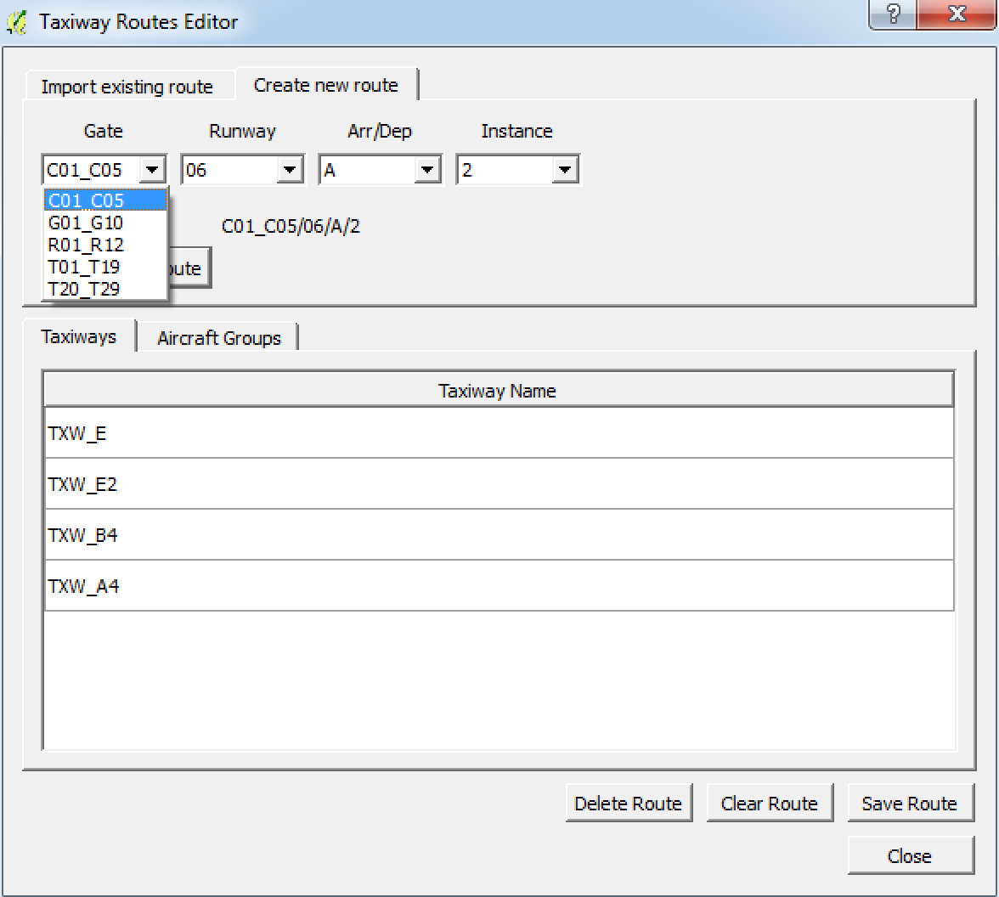 Taxiway Routes Editor
?
X
Import existing route
Create new route
Gate Runway Arr/Dep Instance
C01_C05 06 A 2
C01_C05
G01_G10
R01_R12
T01_T19
T20_T29
C01_C05/06/A/2
Taxiways
Aircraft Groups
Taxiway Name
TXW_E
TXW_E2
TXW_B4
TXW_A4
Delete Route
Clear Route
Save Route
Close